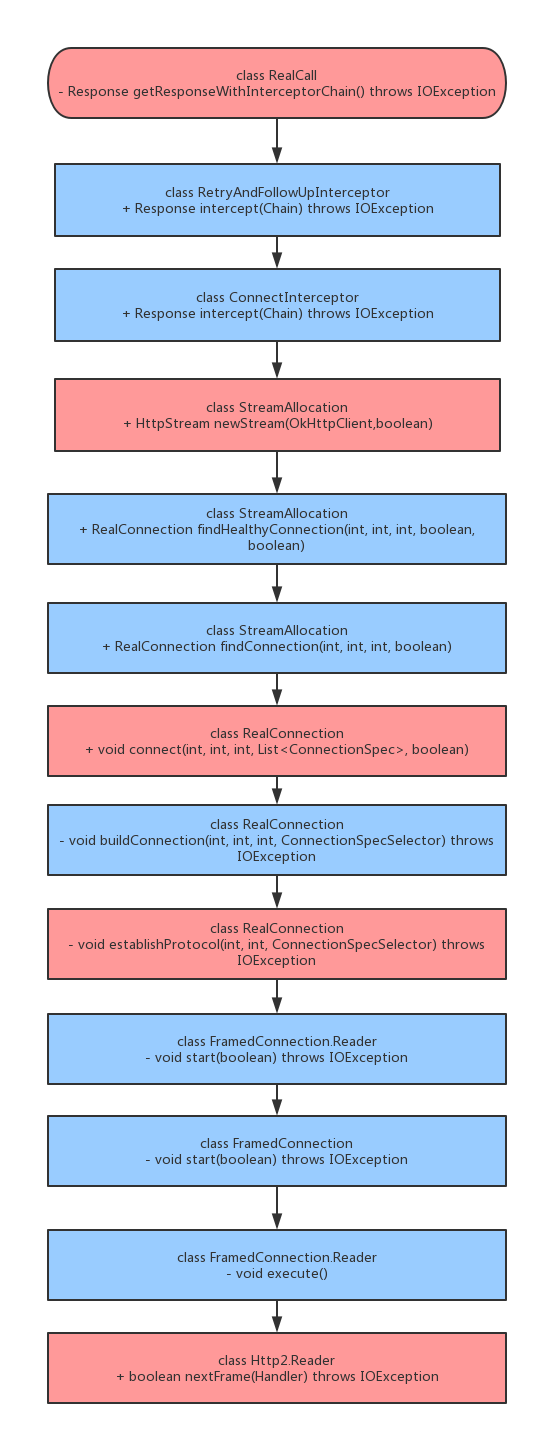 class RealCall
- Response getResponseWithInterceptorChain() throws IOException
class RetryAndFollowUpInterceptor
+ Response intercept(Chain) throws IOException
class ConnectInterceptor
+ Response intercept(Chain) throws IOException
class StreamAllocation
+ HttpStream newStream(OkHttpClient,boolean)
class StreamAllocation
+ RealConnection findHealthyConnection(int, int, int, boolean,
boolean)
class StreamAllocation
+ RealConnection findConnection(int, int, int, boolean)
class RealConnection
+ void connect(int, int, int, List<ConnectionSpec>, boolean)
class RealConnection
- void buildConnection(int, int, int, ConnectionSpecSelector) throws
IOException
class RealConnection
- void establishProtocol(int, int, ConnectionSpecSelector) throws
IOException
class FramedConnection.Reader
- void start(boolean) throws IOException
class FramedConnection
- void start(boolean) throws IOException
class FramedConnection.Reader
- void execute()
class Http2.Reader
+ boolean nextFrame(Handler) throws IOException